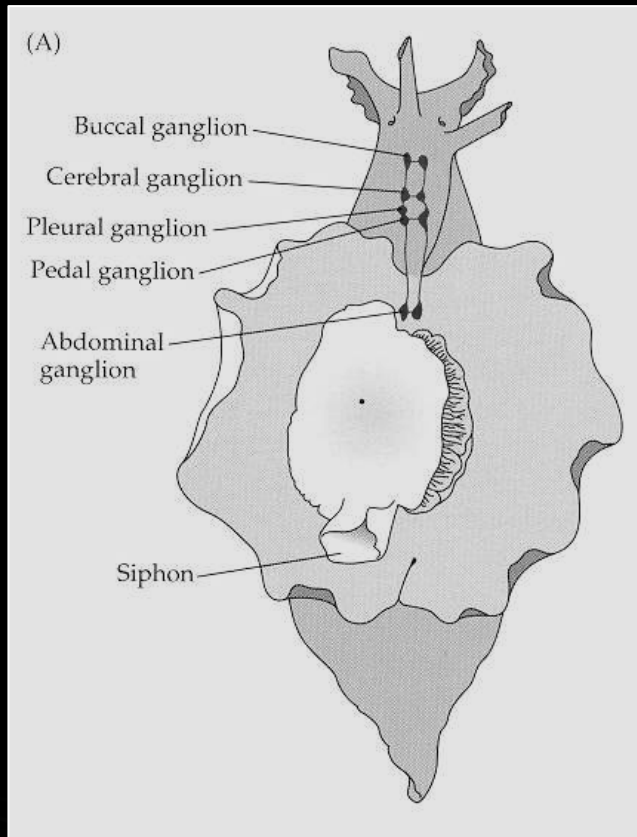 (A)
Buccal ganglion
Cerebral ganglion
Pleural ganglion
Pedal ganglion
Abdominal
ganglion
Siphon